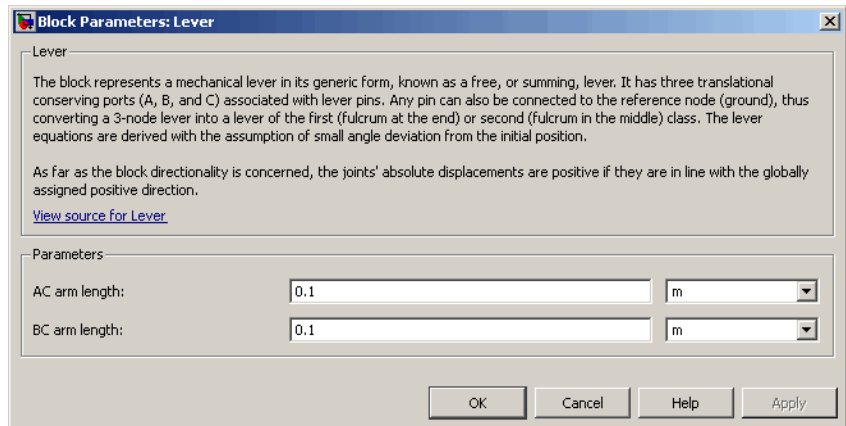 Block Parameters: Lever
Lever
The block represents a mechanical lever in its generic form, known as a free, or summing, lever. It has three translational
conserving ports (A, B, and C) associated with lever pins. Any pin can also be connected to the reference node (ground), thus
converting a 3-node lever into a lever of the first (fulcrum at the end) or second (fulcrum in the middle) class. The lever
equations are derived with the assumption of small angle deviation from the initial position.
As far as the block directionality is concerned, the joints' absolute displacements are positive if they are in line with the globally
assigned positive direction.
View source for Lever
Parameters
AC arm length: 0.1 m
BC arm length: 0.1 m
OK Cancel Help Apply